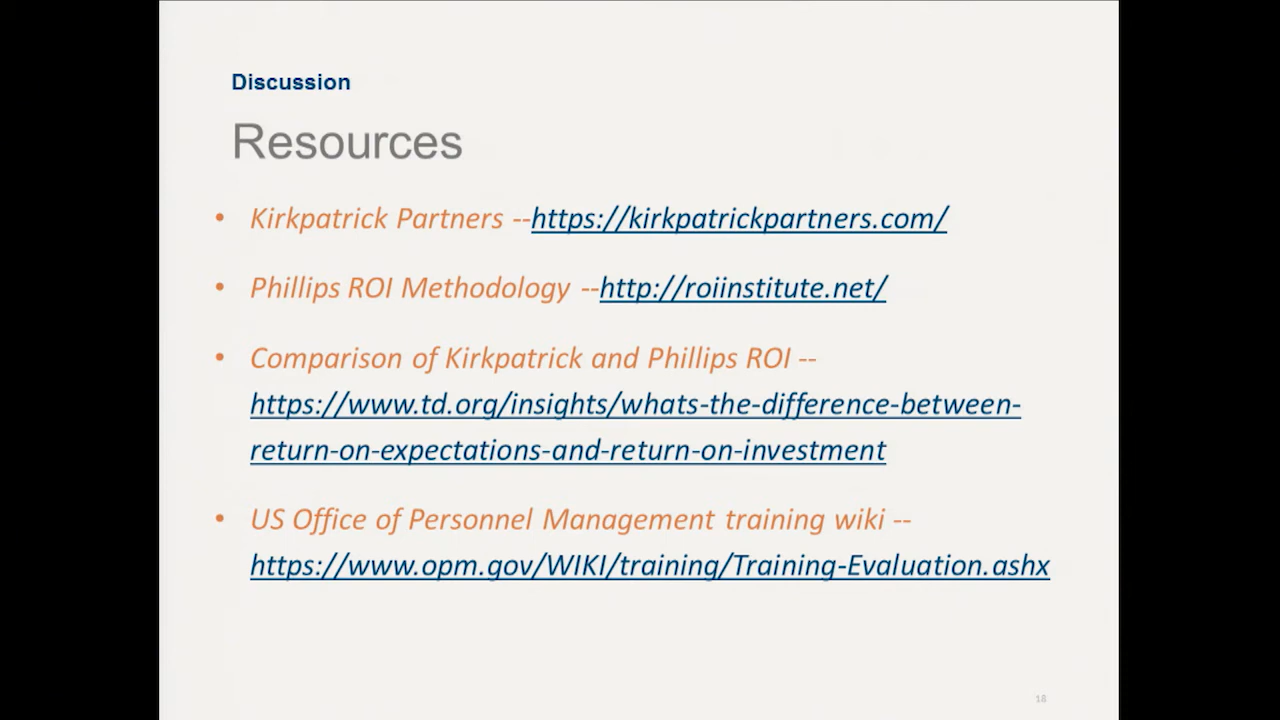 Discussion
Resources
• Kirkpatrick Partners --https://kirkpatrickpartners.com/
• Phillips ROI Methodology --http://roiinstitute.net/
• Comparison of Kirkpatrick and Phillips ROI --
https://www.td.org/insights/whats-the-difference-between-
return-on-expectations-and-return-on-investment
• US Office of Personnel Management training wiki --
https://www.opm.gov/WIKI/training/Training-Evaluation.ashx
18